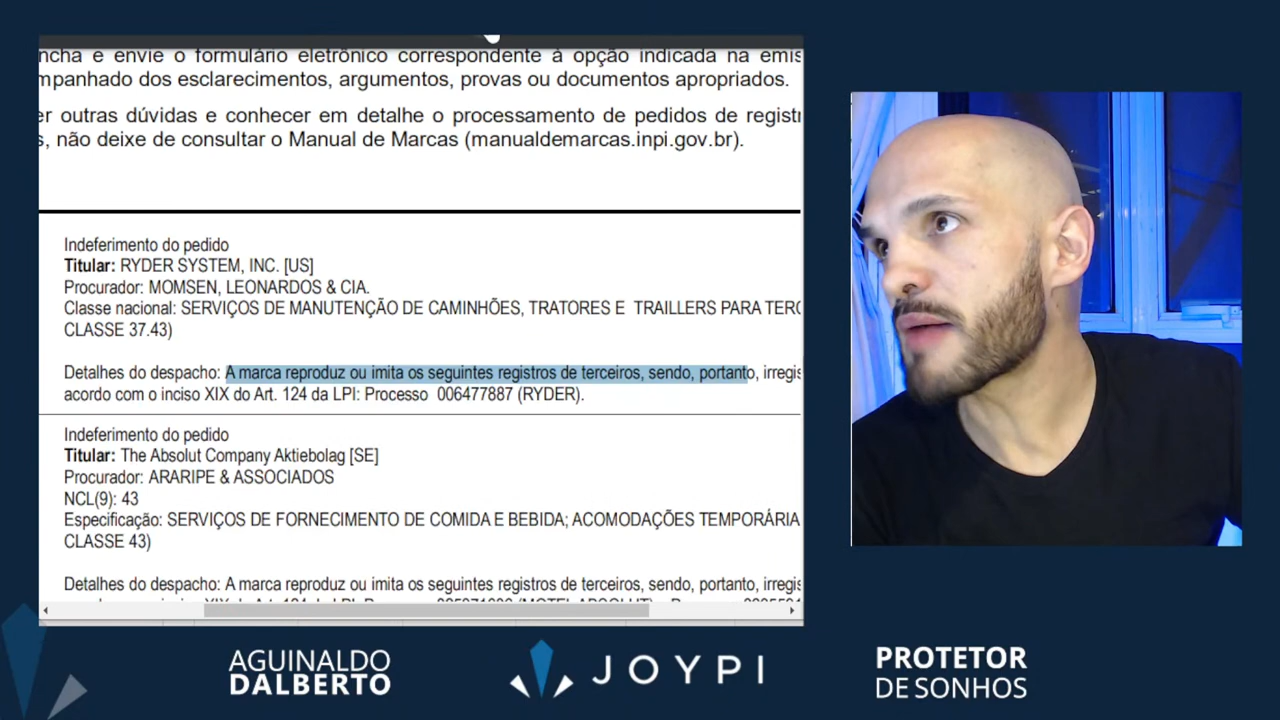 ncha e envie o formulário eletrônico correspondente à opção indicada na emis
mpanhado dos esclarecimentos, argumentos, provas ou documentos apropriados.
er outras dúvidas e conhecer em detalhe o processamento de pedidos de regist
s, não deixe de consultar o Manual de Marcas (manualdemarcas.inpi.gov.br).
Indeferimento do pedido
Titular: RYDER SYSTEM, INC. [US]
Procurador: MOMSEN, LEONARDOS & CIA.
Classe nacional: SERVIÇOS DE MANUTENÇÃO DE CAMINHÕES, TRATORES E TRAILLERS PARA TERC
CLASSE 37.43)
Detalhes do despacho: A marca reproduz ou imita os seguintes registros de terceiros, sendo, portanto, irregis
acordo com o inciso XIX do Art. 124 da LPI: Processo 006477887 (RYDER).
Indeferimento do pedido
Titular: The Absolut Company Aktiebolag [SE]
Procurador: ARARIPE & ASSOCIADOS
NCL(9): 43
Especificação: SERVIÇOS DE FORNECIMENTO DE COMIDA E BEBIDA; ACOMODAÇÕES TEMPORÁRIA
CLASSE 43)
Detalhes do despacho: A marca reproduz ou imita os seguintes registros de terceiros, sendo, portanto, irregis
AGUINALDO
DALBERTO
JOYPI
PROTETOR
DE SONHOS